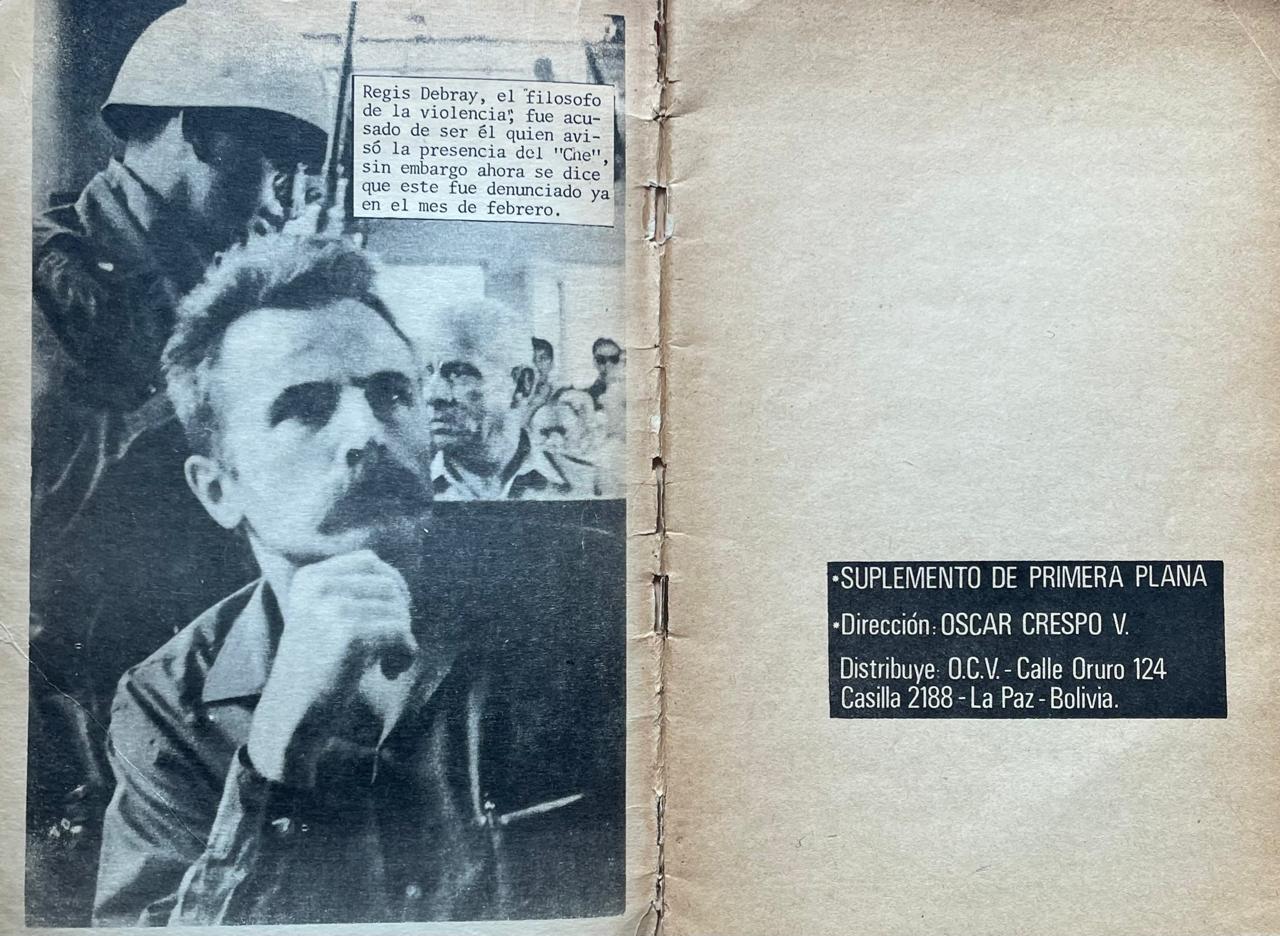 Regis Debray, el "filosofo
de la violencia", fue acu-
sado de ser él quien avi-
só la presencia del "Che",
sin embargo ahora se dice
que este fue denunciado ya
en el mes de febrero.
*SUPLEMENTO DE PRIMERA PLANA
*Dirección: OSCAR CRESPO V.
Distribuye: O.C.V. - Calle Oruro 124
Casilla 2188 - La Paz - Bolivia.